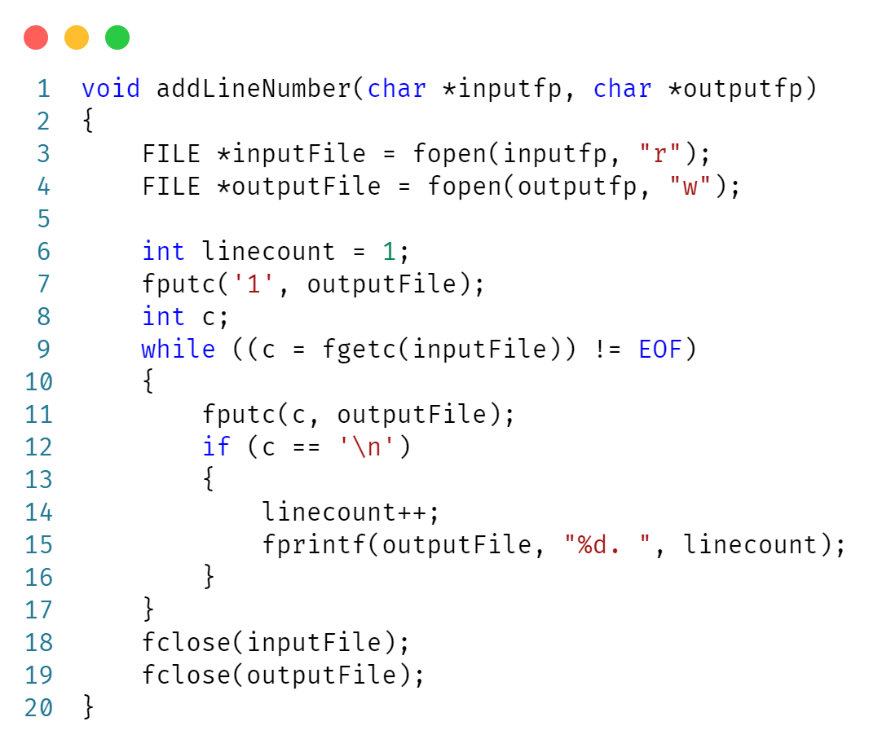 1 void addLineNumber(char *inputfp, char *outputfp)
2 {
3     FILE *inputFile = fopen(inputfp, "r");
4     FILE *outputFile = fopen(outputfp, "w");
5
6     int linecount = 1;
7     fputc('1', outputFile);
8     int c;
9     while ((c = fgetc(inputFile)) != EOF)
10     {
11         fputc(c, outputFile);
12         if (c == '\n')
13         {
14             linecount++;
15             fprintf(outputFile, "%d. ", linecount);
16         }
17     }
18     fclose(inputFile);
19     fclose(outputFile);
20 }